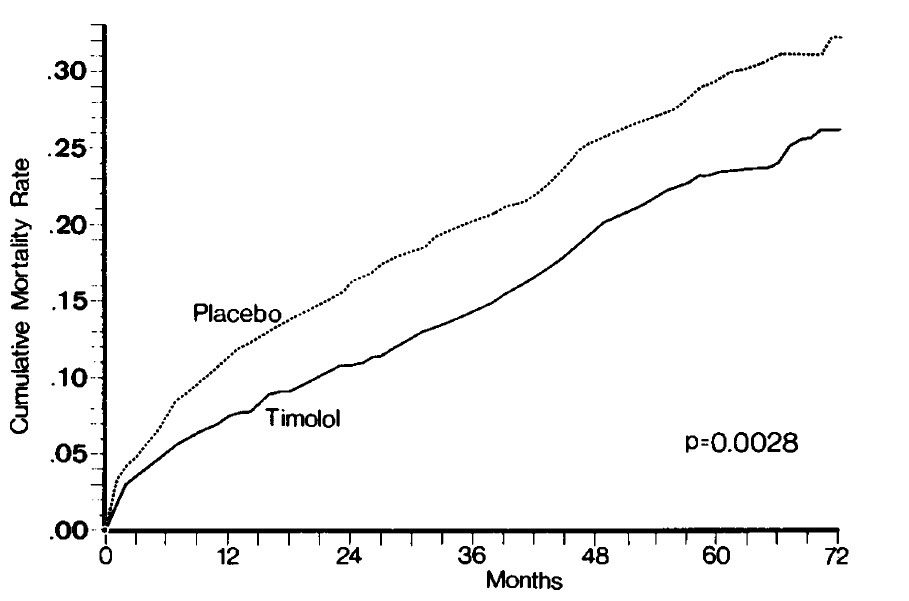 .30
.25
.20
.15
.10
.05
.00
Cumulative Mortality Rate
Placebo
Timolol
p=0.0028
0 12 24 36 48 60 72
Months